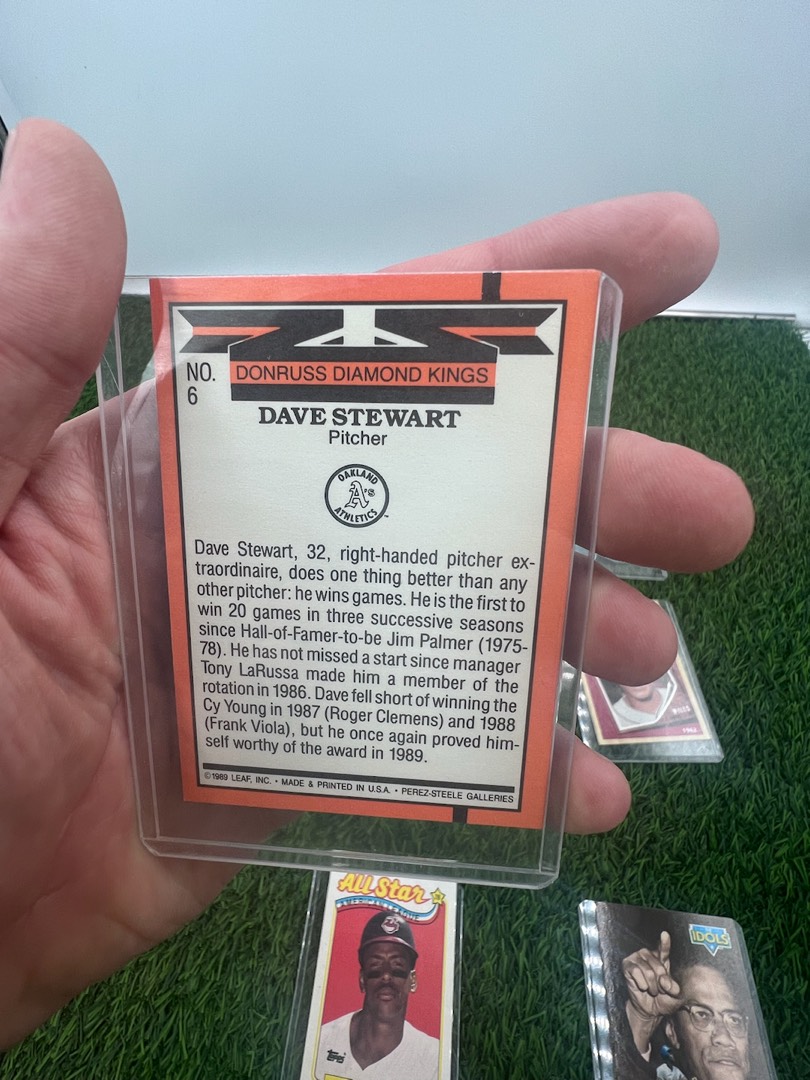 NO.
6
DONRUSS DIAMOND KINGS
DAVE STEWART
Pitcher
OAKLAND
A's
ATHLETICS
TM
Dave Stewart, 32, right-handed pitcher ex-
traordinaire, does one thing better than any
other pitcher: he wins games. He is the first to
win 20 games in three successive seasons
since Hall-of-Famer-to-be Jim Palmer (1975-
78). He has not missed a start since manager
Tony LaRussa made him a member of the
rotation in 1986. Dave fell short of winning the
Cy Young in 1987 (Roger Clemens) and 1988
(Frank Viola), but he once again proved him-
self worthy of the award in 1989.
©1989 LEAF, INC. • MADE & PRINTED IN U.S.A. • PEREZ-STEELE GALLERIES
All Star
AMERICAN LEAGUE
Topps
IDOLS